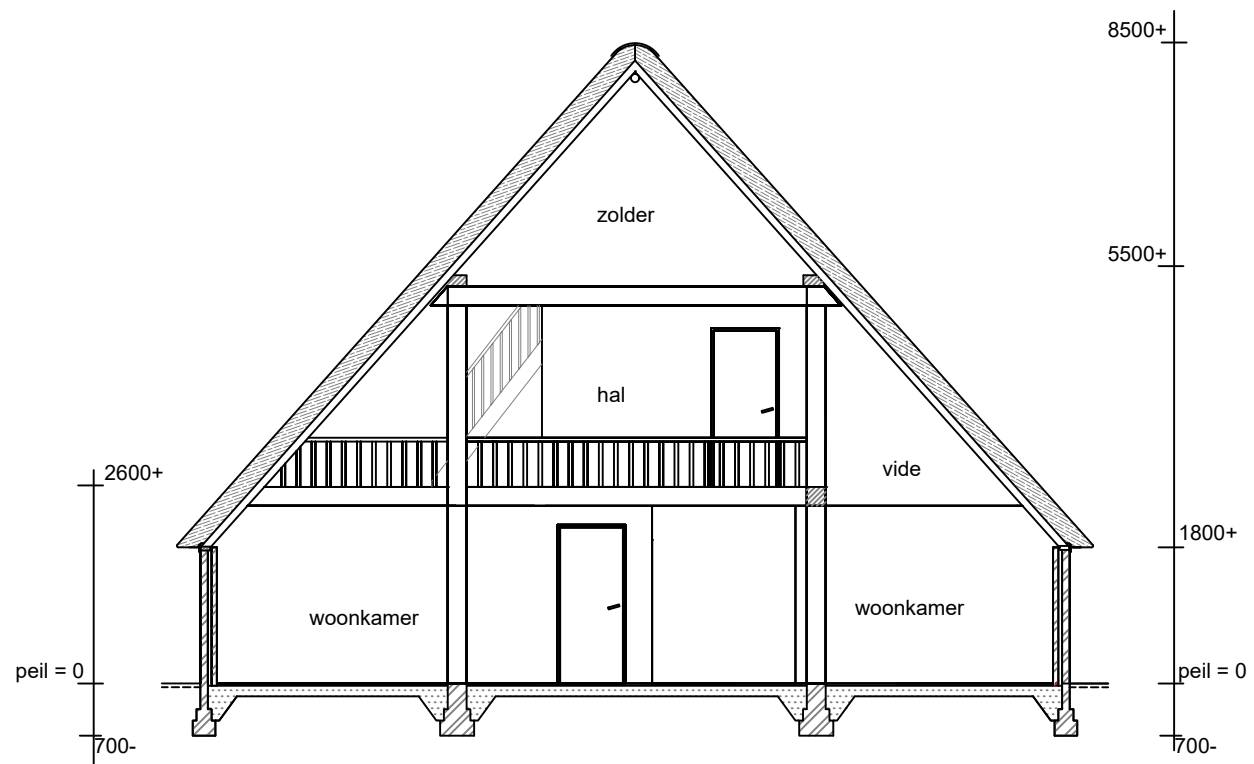 8500+
zolder
5500+
hal
2600+
vide
1800+
woonkamer
woonkamer
peil = 0
peil = 0
700-
700-